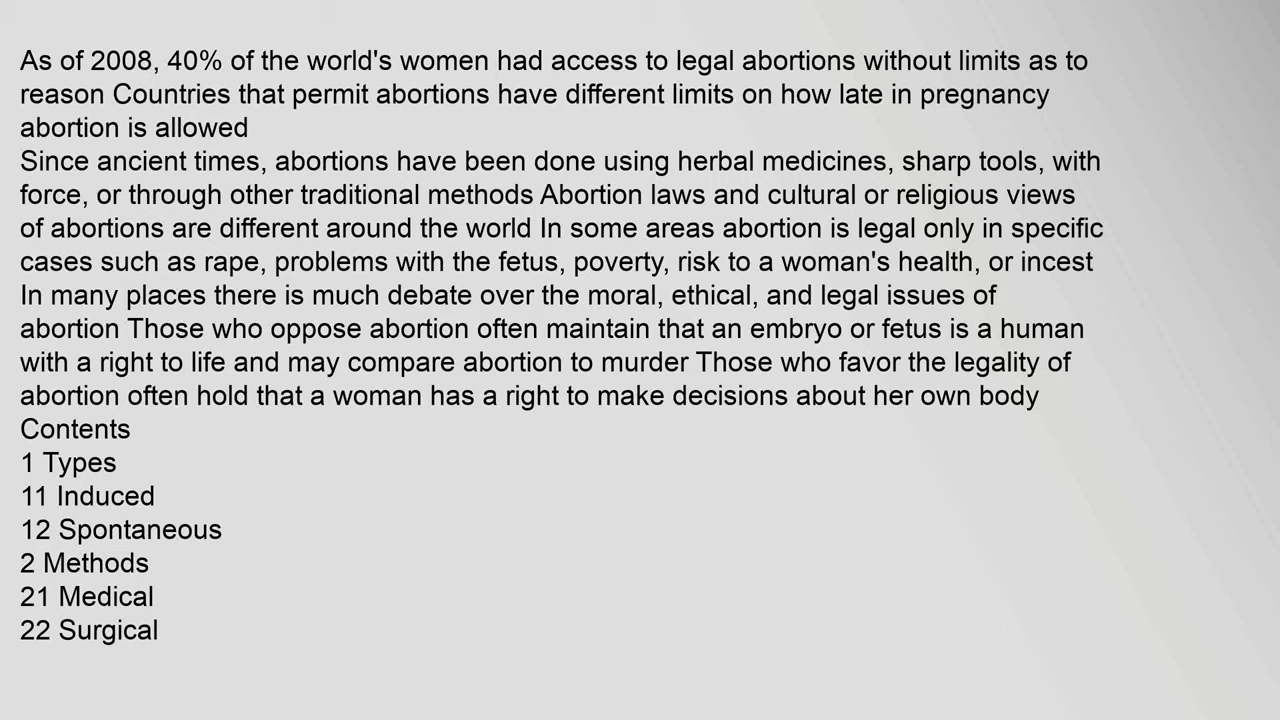 As of 2008, 40% of the world's women had access to legal abortions without limits as to
reason Countries that permit abortions have different limits on how late in pregnancy
abortion is allowed
Since ancient times, abortions have been done using herbal medicines, sharp tools, with
force, or through other traditional methods Abortion laws and cultural or religious views
of abortions are different around the world In some areas abortion is legal only in specific
cases such as rape, problems with the fetus, poverty, risk to a woman's health, or incest
In many places there is much debate over the moral, ethical, and legal issues of
abortion Those who oppose abortion often maintain that an embryo or fetus is a human
with a right to life and may compare abortion to murder Those who favor the legality of
abortion often hold that a woman has a right to make decisions about her own body
Contents
1 Types
11 Induced
12 Spontaneous
2 Methods
21 Medical
22 Surgical